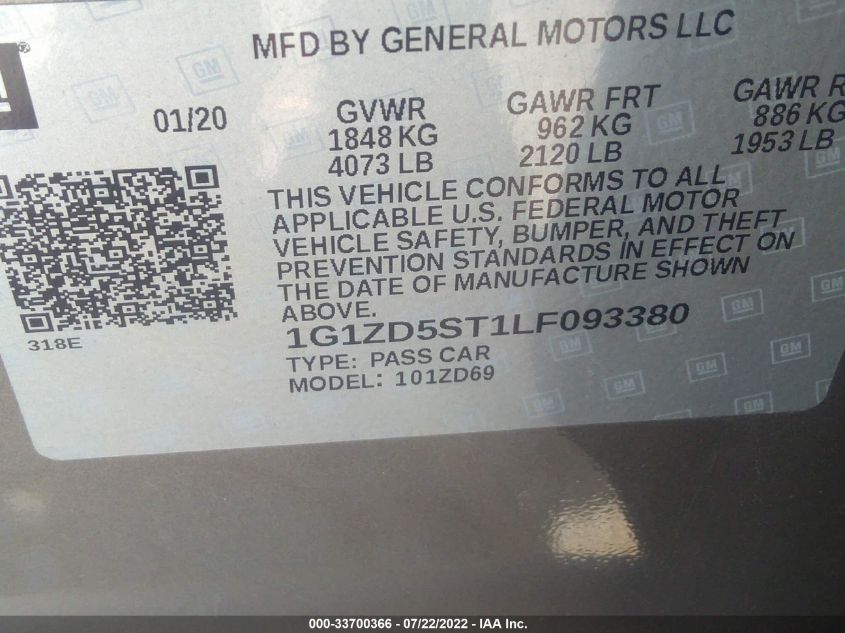 MFD BY GENERAL MOTORS LLC
01/20
GVWR
1848 KG
4073 LB
GAWR FRT
962 KG
2120 LB
GAWR R
886 KG
1953 LB
THIS VEHICLE CONFORMS TO ALL
APPLICABLE U.S. FEDERAL MOTOR
VEHICLE SAFETY, BUMPER, AND THEFT
PREVENTION STANDARDS IN EFFECT ON
THE DATE OF MANUFACTURE SHOWN
ABOVE.
318E
1G1ZD5ST1LF093380
TYPE: PASS CAR
MODEL: 101ZD69
000-33700366 - 07/22/2022 - IAA Inc.